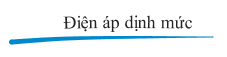 Điện áp định mức